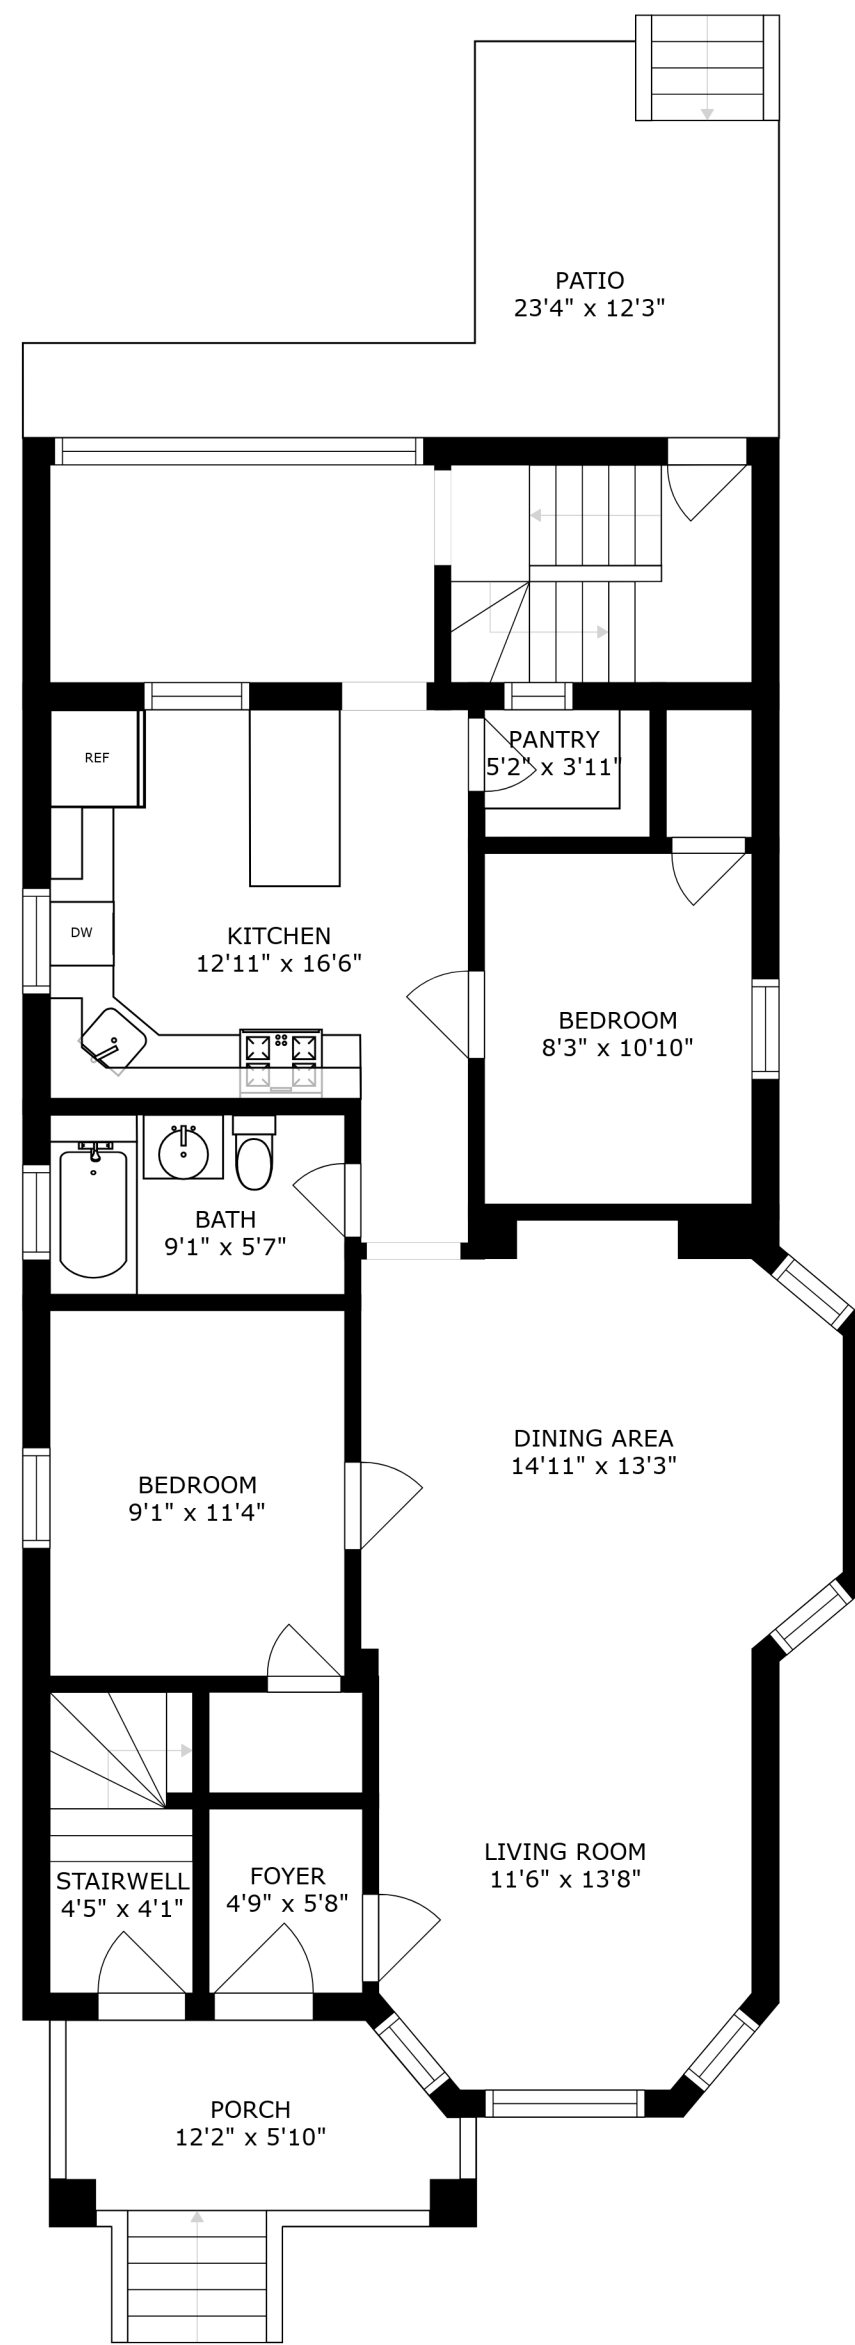 PATIO
23'4" x 12'3"
PANTRY
5'2" x 3'11"
REF
KITCHEN
12'11" x 16'6"
DW
BEDROOM
8'3" x 10'10"
BATH
9'1" x 5'7"
DINING AREA
14'11" x 13'3"
BEDROOM
9'1" x 11'4"
LIVING ROOM
11'6" x 13'8"
STAIRWELL
4'5" x 4'1"
FOYER
4'9" x 5'8"
PORCH
12'2" x 5'10"